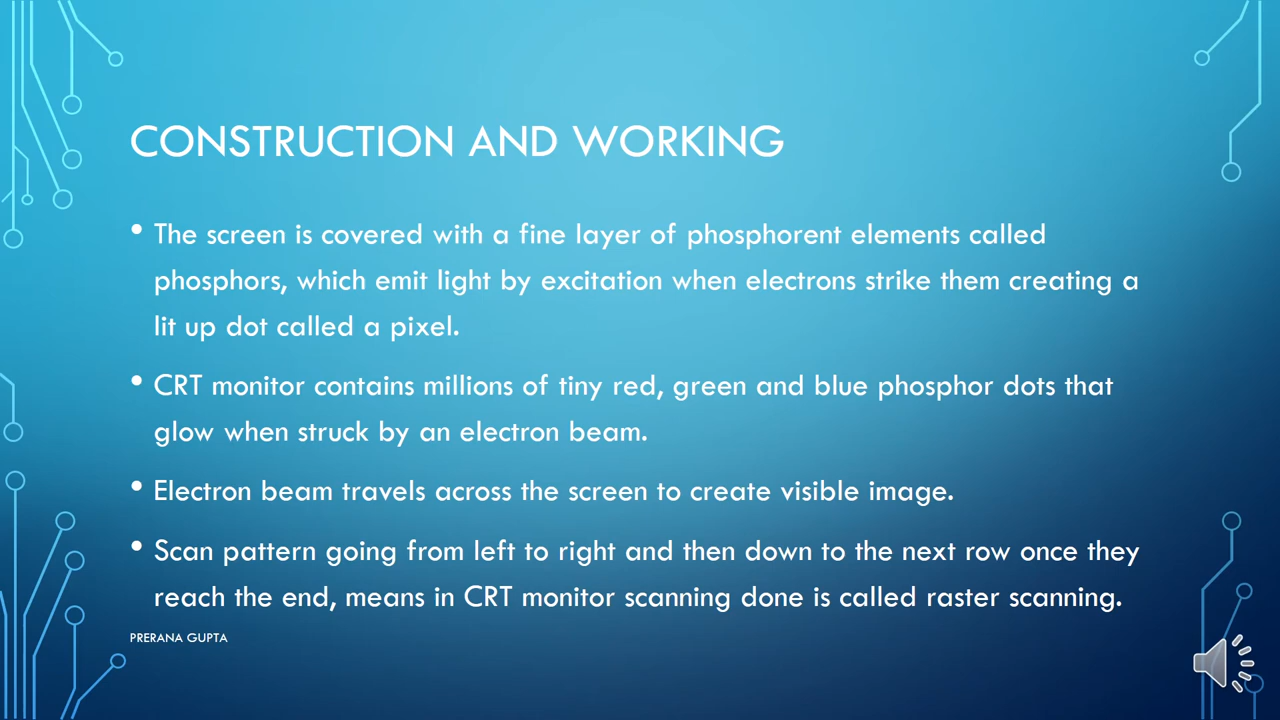 CONSTRUCTION AND WORKING
• The screen is covered with a fine layer of phosphorent elements called
phosphors, which emit light by excitation when electrons strike them creating a
lit up dot called a pixel.
• CRT monitor contains millions of tiny red, green and blue phosphor dots that
glow when struck by an electron beam.
• Electron beam travels across the screen to create visible image.
• Scan pattern going from left to right and then down to the next row once they
reach the end, means in CRT monitor scanning done is called raster scanning.
PRERANA GUPTA